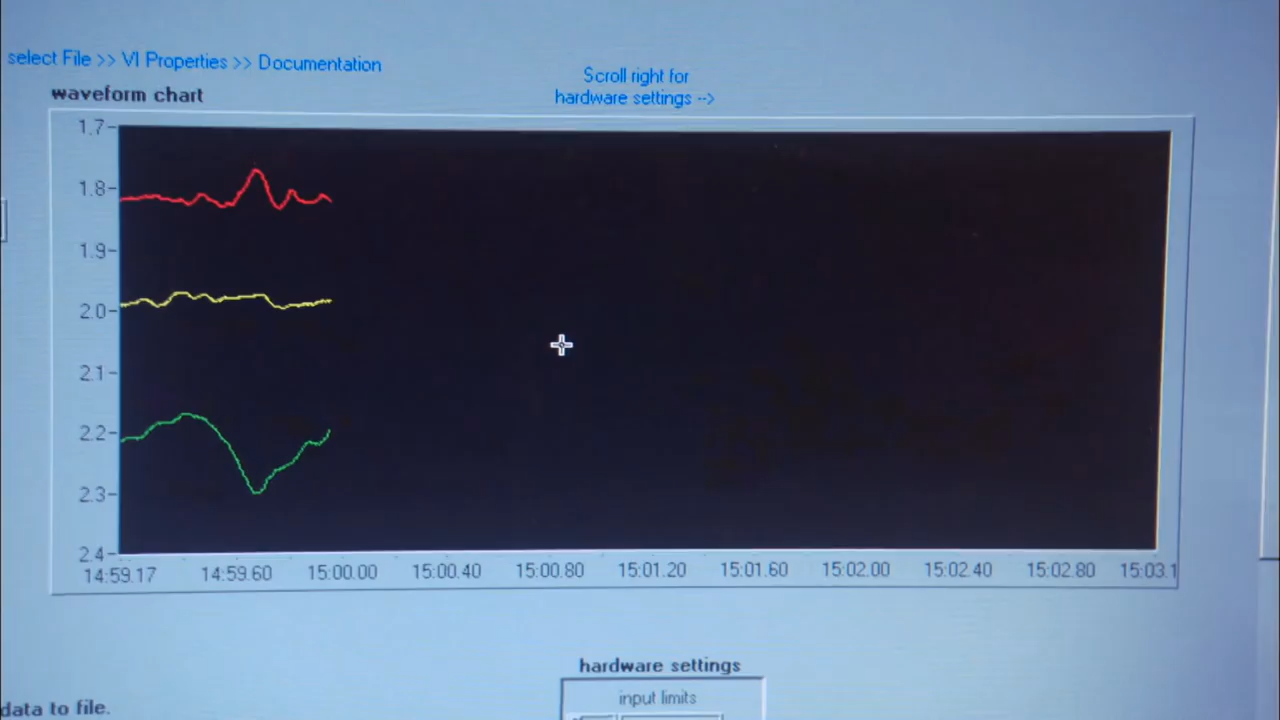 select File >> VI Properties >> Documentation
Scroll right for
hardware settings -->
waveform chart
1.7
1.8
1.9
2.0
2.1
2.2
2.3
2.4
14:59.17 14:59.60 15:00.00 15:00.40 15:00.80 15:01.20 15:01.60 15:02.00 15:02.40 15:02.80 15:03.1
hardware settings
input limits
data to file.